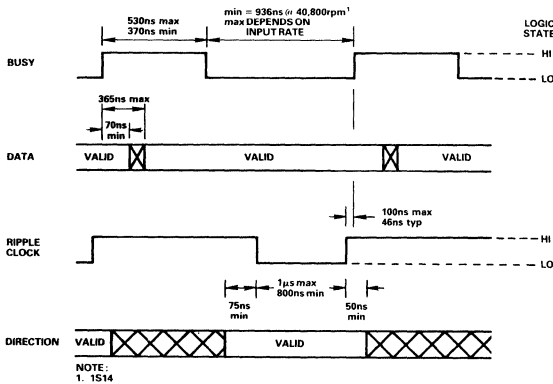 530ns max
370ns min
min = 936ns @ 40,800rpm¹
max DEPENDS ON
INPUT RATE
LOGIC
STATE
BUSY
HI
LO
365ns max
70ns
min
DATA
VALID
VALID
VALID
100ns max
46ns typ
RIPPLE
CLOCK
HI
LO
75ns
min
1μs max
800ns min
50ns
min
DIRECTION
VALID
VALID
NOTE:
1. 1S14